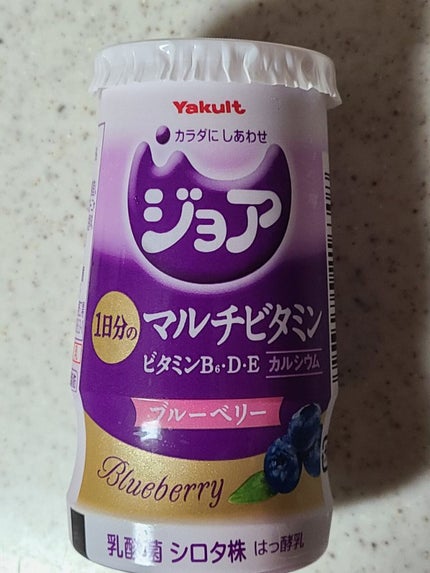 Yakult
カラダにしあわせ
ジョア
1日分の
マルチビタミン
ビタミンB₆・D・E カルシウム
ブルーベリー
Blueberry
乳酸菌 シロタ株 はっ酵乳